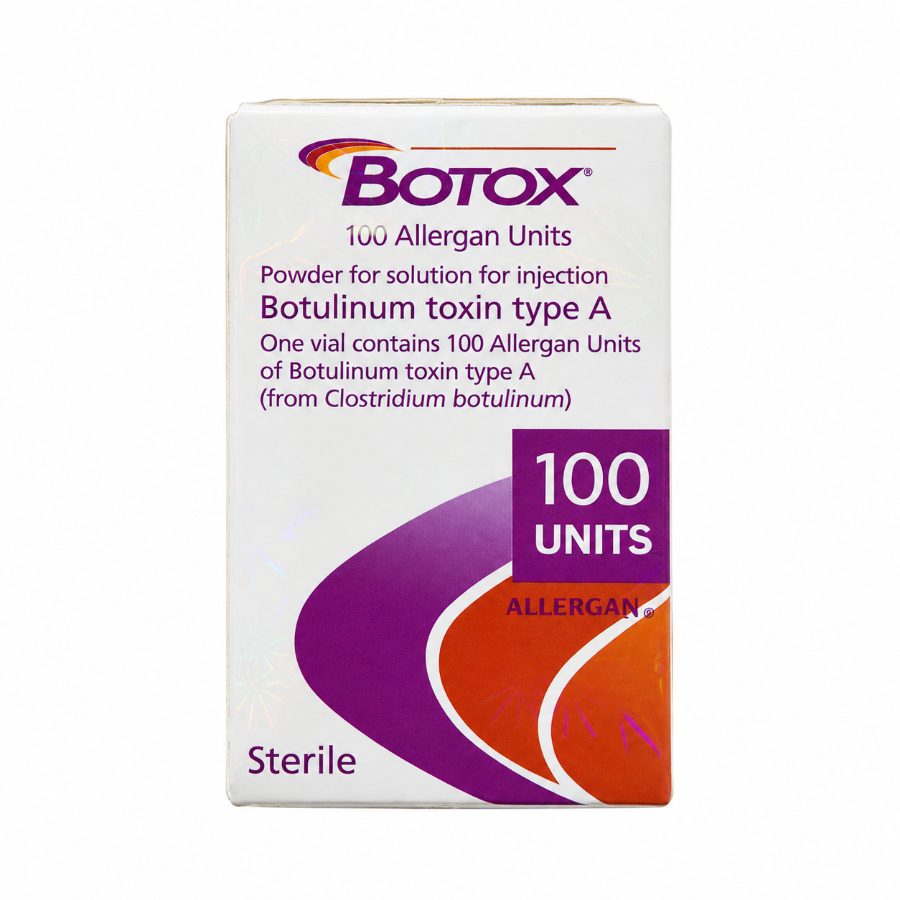 BOTOX®
100 Allergan Units
Powder for solution for injection
Botulinum toxin type A
One vial contains 100 Allergan Units
of Botulinum toxin type A
(from Clostridium botulinum)
100
UNITS
ALLERGAN®
Sterile